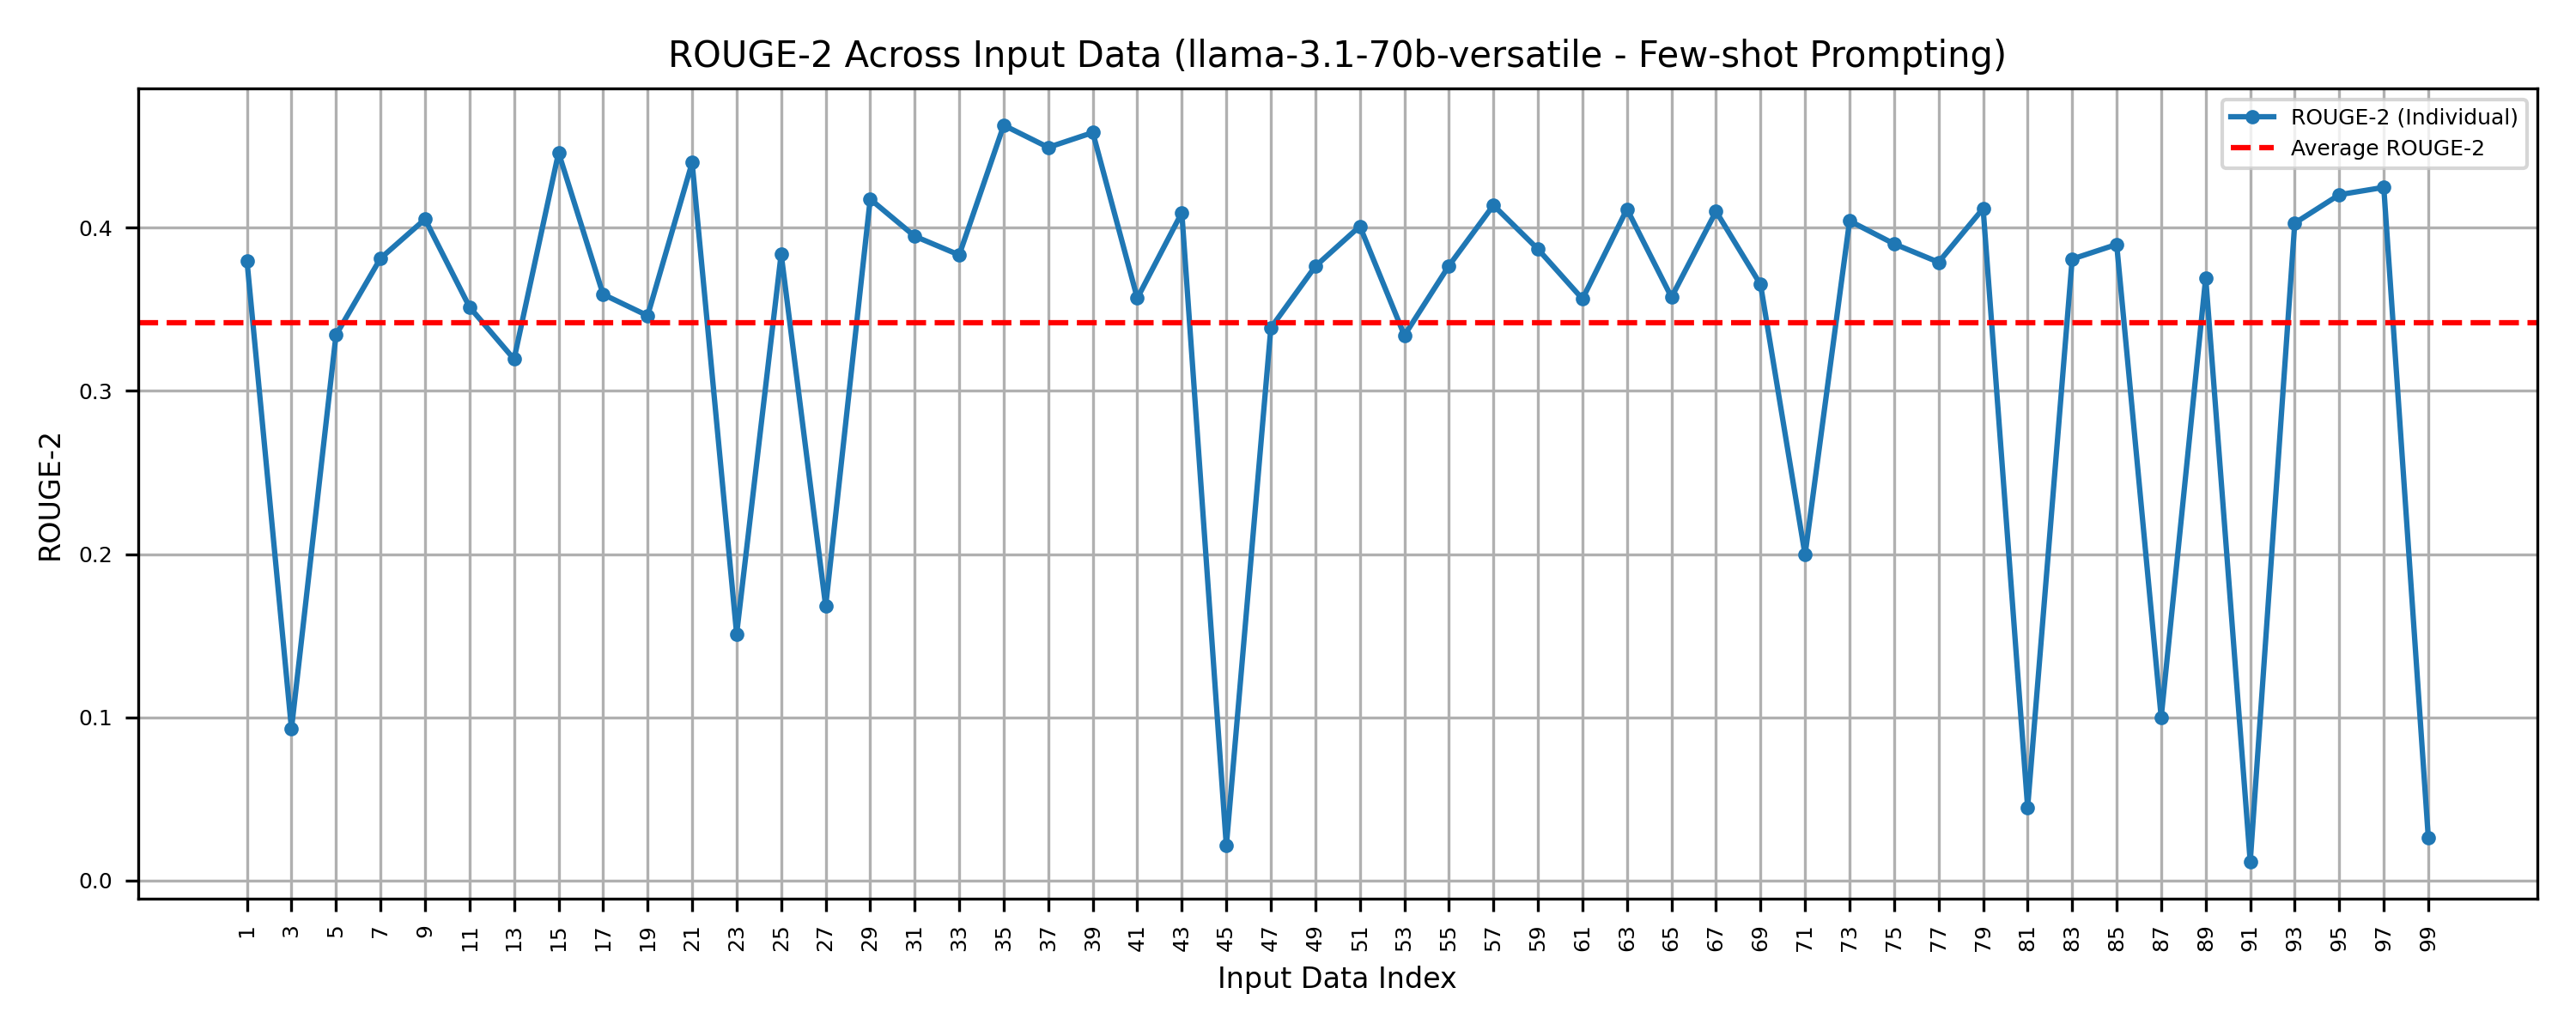 ROUGE-2 Across Input Data (llama-3.1-70b-versatile - Few-shot Prompting)
ROUGE-2 (Individual)
Average ROUGE-2
ROUGE-2
0.4
0.3
0.2
0.1
0.0
1 3 5 7 9 11 13 15 17 19 21 23 25 27 29 31 33 35 37 39 41 43 45 47 49 51 53 55 57 59 61 63 65 67 69 71 73 75 77 79 81 83 85 87 89 91 93 95 97 99
Input Data Index